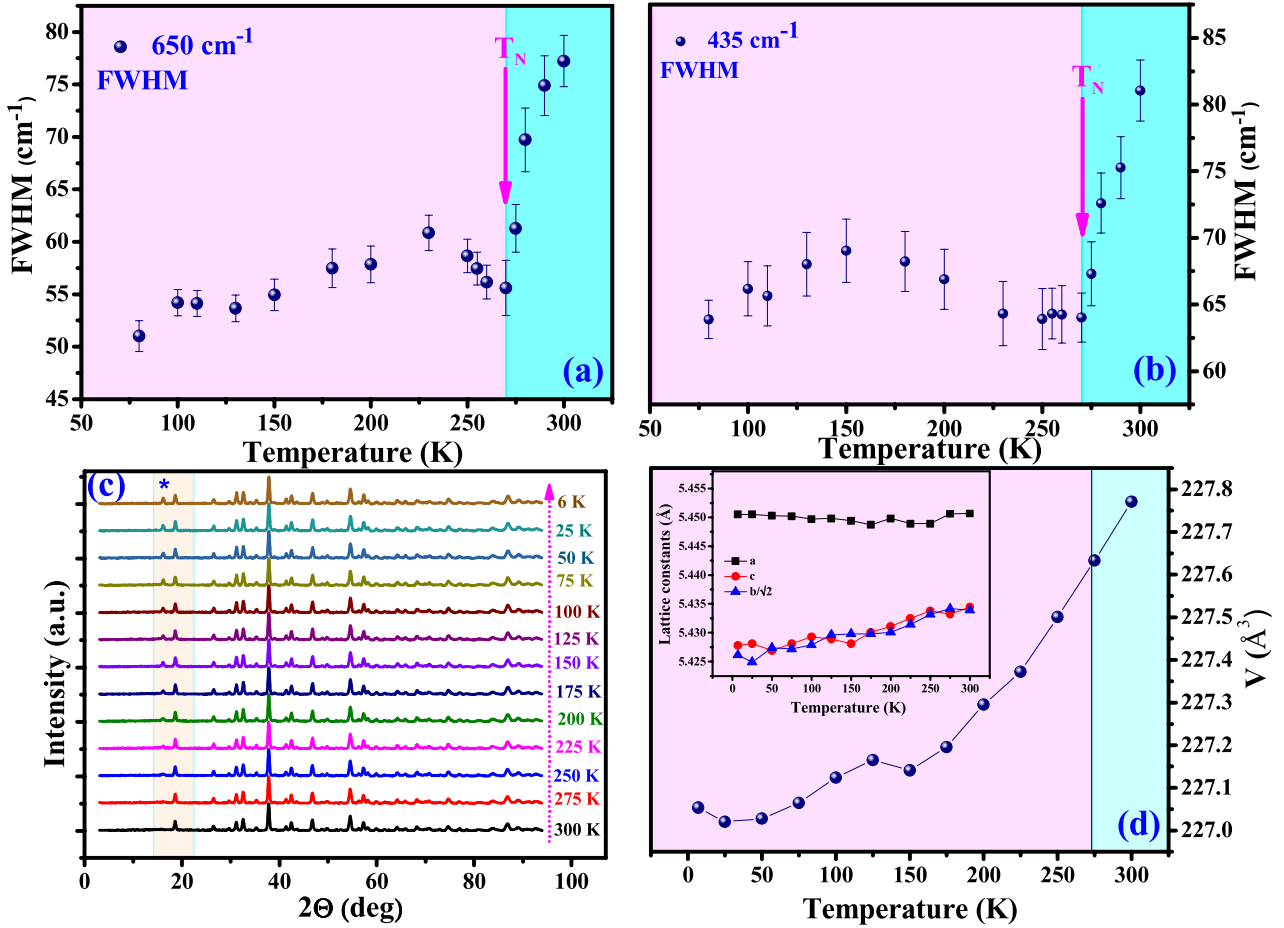 80
75
70
65
60
55
50
45
FWHM (cm⁻¹)
650 cm⁻¹
FWHM
T_N
(a)
50
100
150
200
250
300
Temperature (K)
435 cm⁻¹
FWHM
T_N
(b)
85
80
75
70
65
60
FWHM (cm⁻¹)
50
100
150
200
250
300
Temperature (K)
(c)
*
6 K
25 K
50 K
75 K
100 K
125 K
150 K
175 K
200 K
225 K
250 K
275 K
300 K
Intensity (a.u.)
0
20
40
60
80
100
2Θ (deg)
5.455
5.450
5.445
5.440
5.435
5.430
5.425
Lattice constants (Å)
a
c
b/√2
0
50
100
150
200
250
300
Temperature (K)
227.8
227.7
227.6
227.5
227.4
227.3
227.2
227.1
227.0
V (Å³)
(d)
0
50
100
150
200
250
300
Temperature (K)